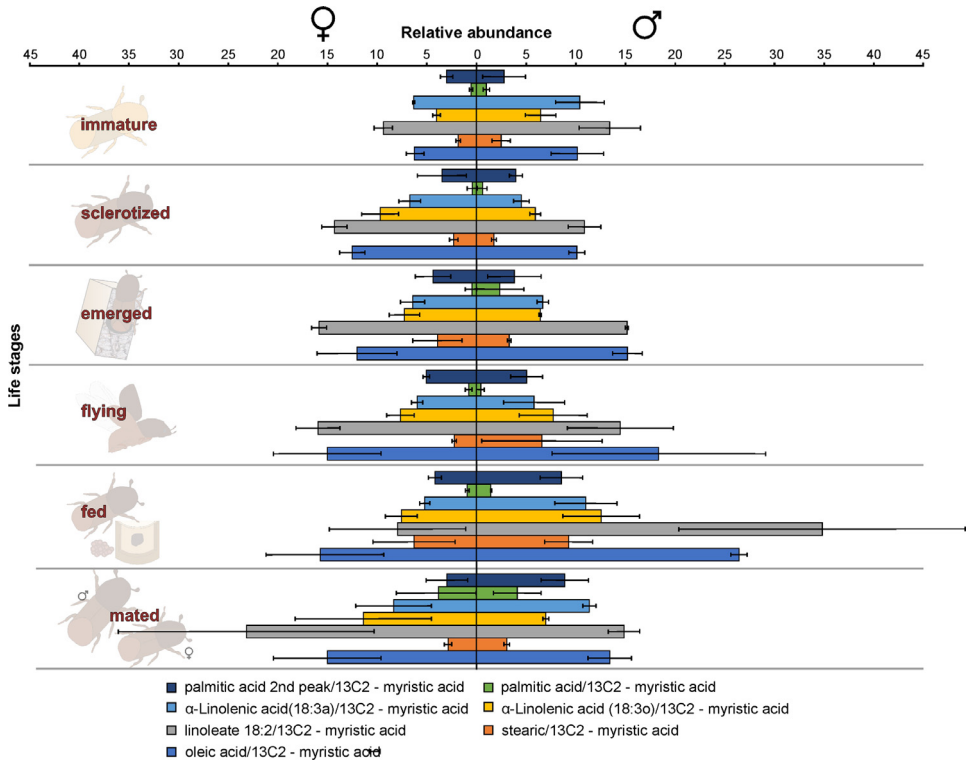 ♀ ♂
Relative abundance
45 35 30 25 20 15 10 5 0 5 10 15 20 25 30 35 40 45
immature
sclerotized
emerged
flying
fed
♂
mated
♀
Life stages
palmitic acid 2nd peak/13C2 - myristic acid palmitic acid/13C2 - myristic acid
α-Linolenic acid(18:3a)/13C2 - myristic acid α-Linolenic acid (18:3o)/13C2 - myristic acid
linoleate 18:2/13C2 - myristic acid stearic/13C2 - myristic acid
oleic acid/13C2 - myristic acid